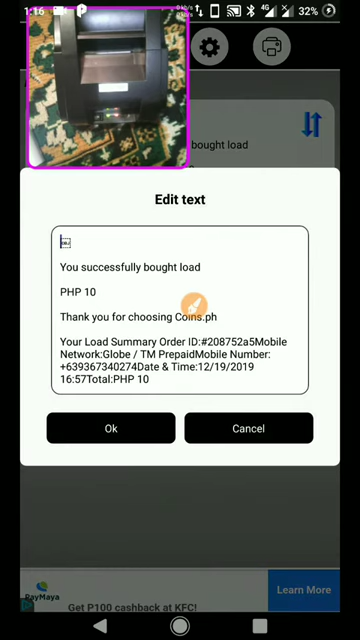 1:16
32%
4G
bought load
Edit text
OBJ
You successfully bought load
PHP 10
Thank you for choosing Coins.ph
Your Load Summary Order ID:#208752a5Mobile
Network:Globe / TM PrepaidMobile Number:
+639367340274Date & Time:12/19/2019
16:57Total:PHP 10
Ok
Cancel
PayMaya
Get P100 cashback at KFC!
Learn More